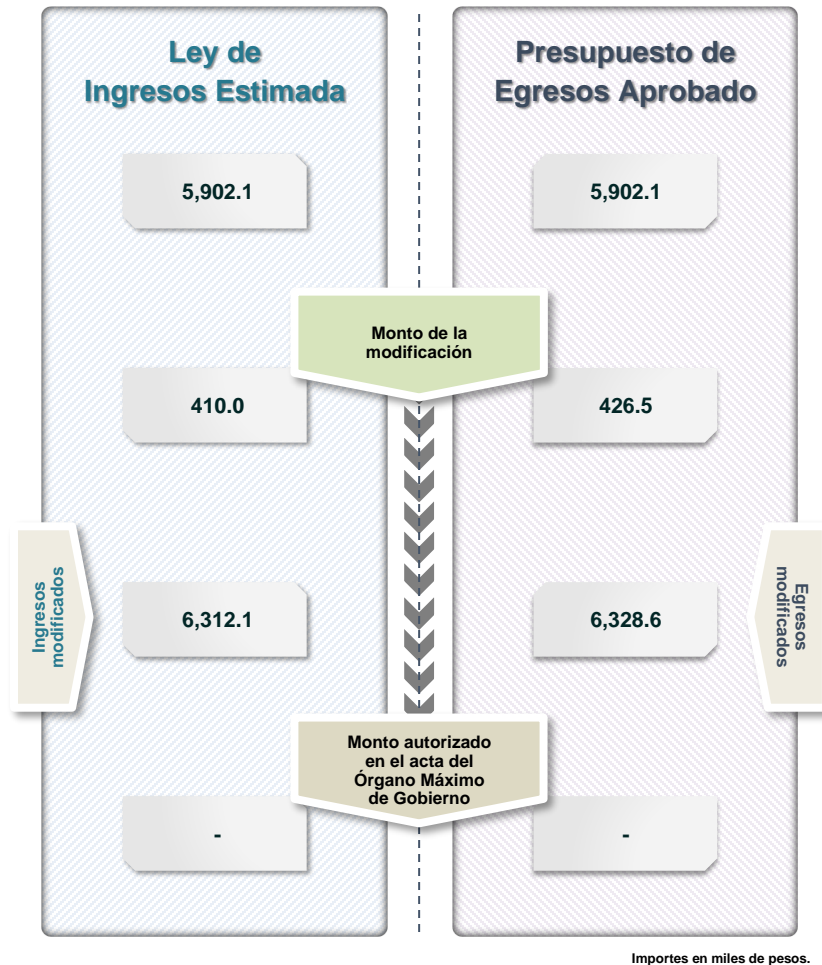 Ley de
Ingresos Estimada
Presupuesto de
Egresos Aprobado
5,902.1
5,902.1
Monto de la
modificación
410.0
426.5
Ingresos
modificados
6,312.1
6,328.6
Egresos
modificados
Monto autorizado
en el acta del
Órgano Máximo
de Gobierno
-
-
Importes en miles de pesos.